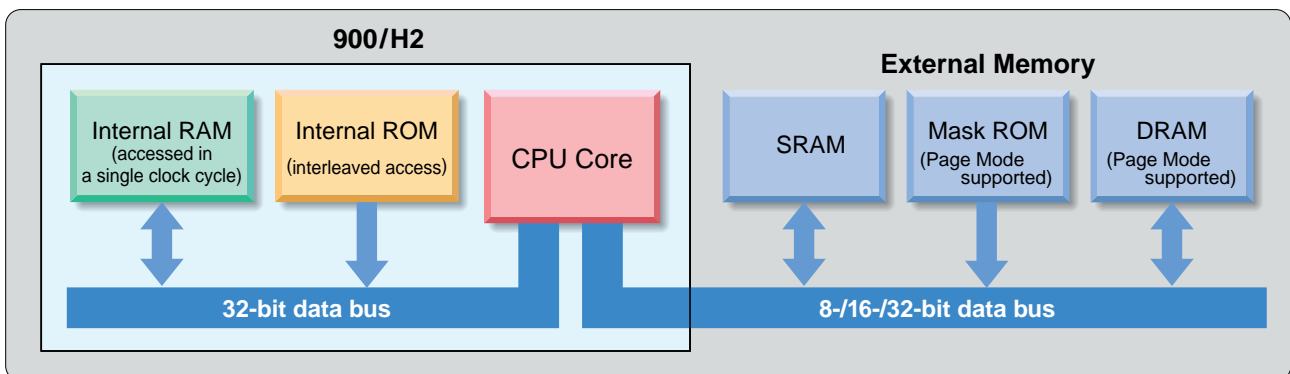 900/H2
Internal RAM
(accessed in
a single clock cycle)
Internal ROM
(interleaved access)
CPU Core
32-bit data bus
External Memory
SRAM
Mask ROM
(Page Mode
supported)
DRAM
(Page Mode
supported)
8-/16-/32-bit data bus